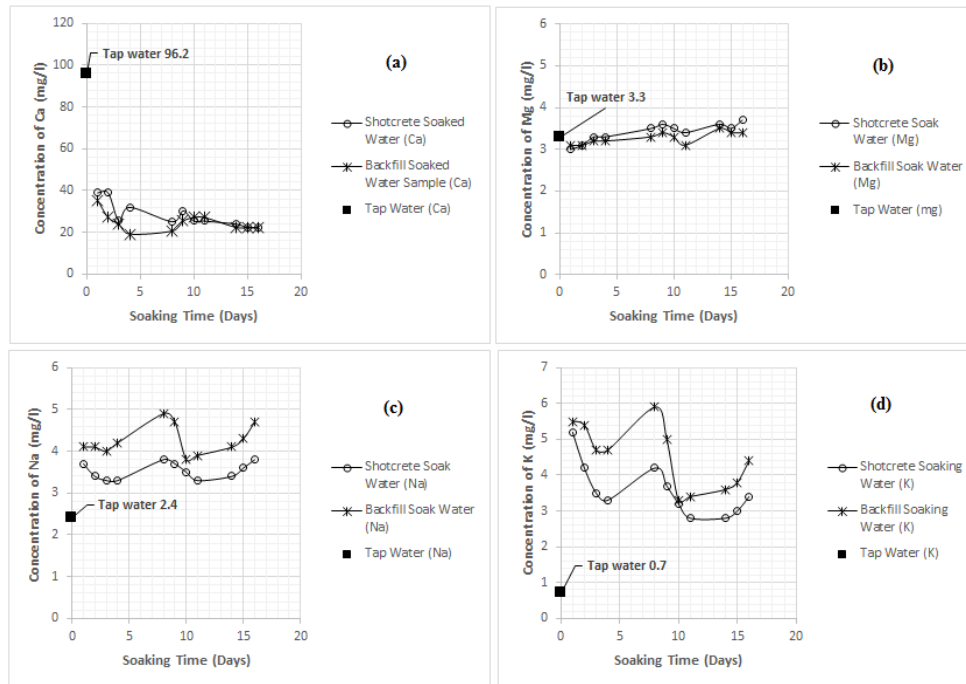 120
100
80
60
40
20
0
Concentration of Ca (mg/l)
Tap water 96.2
(a)
0 5 10 15 20
Soaking Time (Days)
Shotcrete Soaked
Water (Ca)
Backfill Soaked
Water Sample (Ca)
Tap Water (Ca)
6
5
4
3
2
1
0
Concentration of Mg (mg/l)
Tap water 3.3
(b)
0 5 10 15 20
Soaking Time (Days)
Shotcrete Soak
Water (Mg)
Backfill Soak Water
(Mg)
Tap Water (mg)
6
5
4
3
2
1
0
Concentration of Na (mg/l)
Tap water 2.4
(c)
0 5 10 15 20
Soaking Time (Days)
Shotcrete Soak
Water (Na)
Backfill Soak Water
(Na)
Tap Water (Na)
7
6
5
4
3
2
1
0
Concentration of K (mg/l)
Tap water 0.7
(d)
0 5 10 15 20
Soaking Time (Days)
Shotcrete Soaking
Water (K)
Backfill Soaking
Water (K)
Tap Water (K)